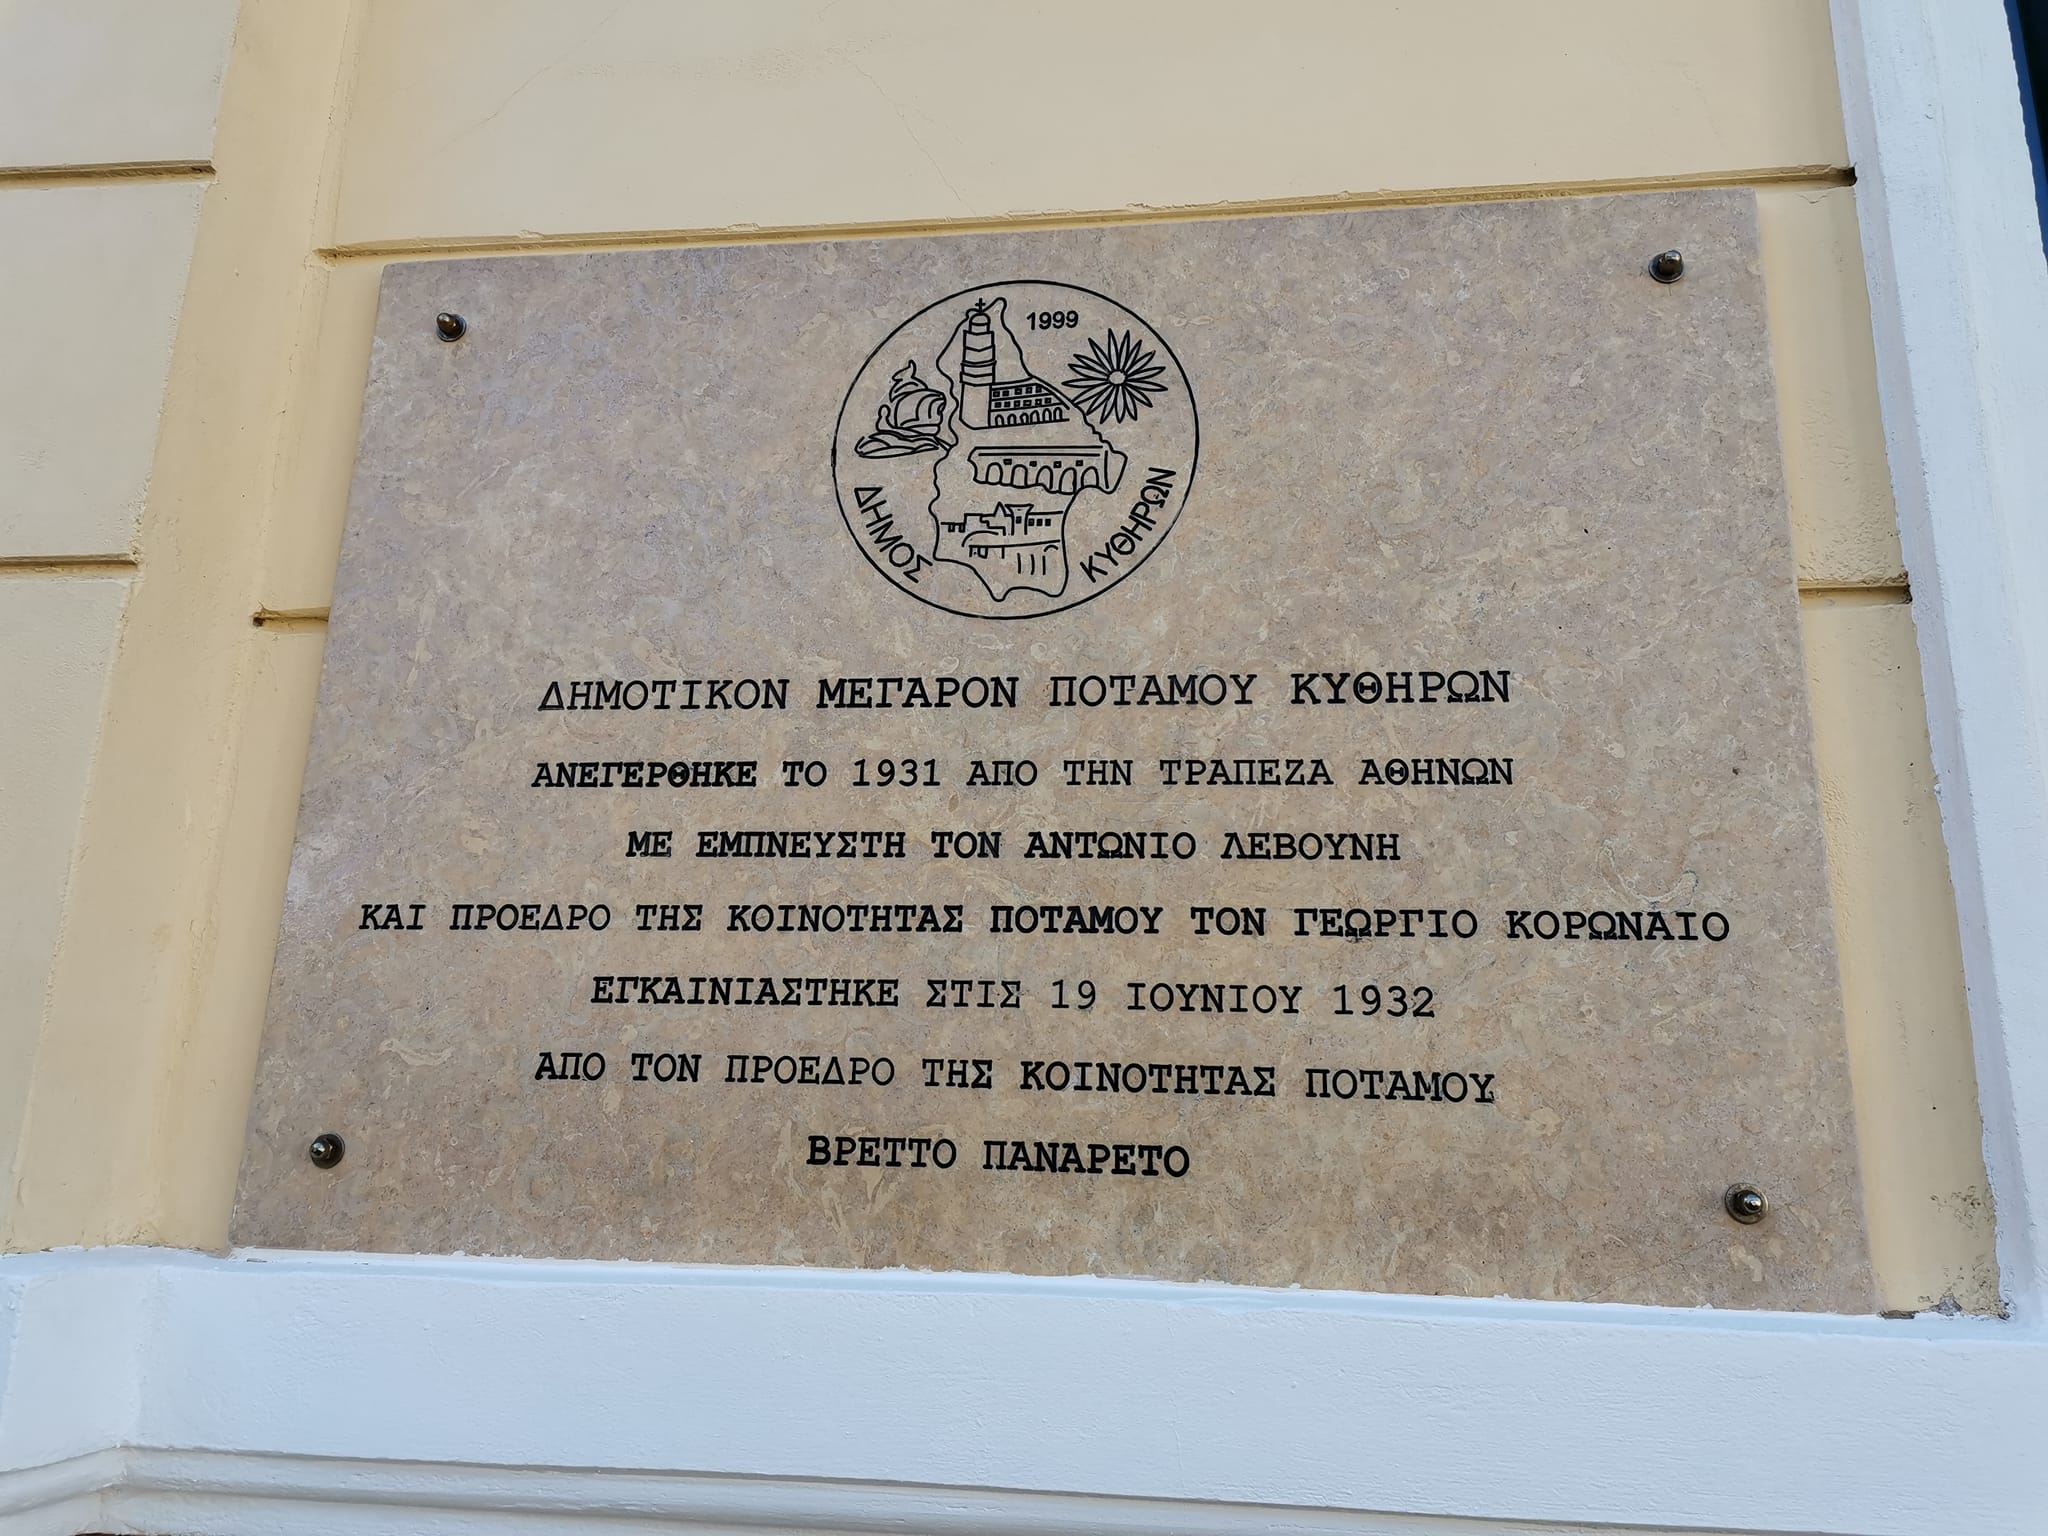 1999
ΔΗΜΟΣ ΚΥΘΗΡΩΝ
ΔΗΜΟΤΙΚΟΝ ΜΕΓΑΡΟΝ ΠΟΤΑΜΟΥ ΚΥΘΗΡΩΝ
ΑΝΕΓΕΡΘΗΚΕ ΤΟ 1931 ΑΠΟ ΤΗΝ ΤΡΑΠΕΖΑ ΑΘΗΝΩΝ
ΜΕ ΕΜΠΝΕΥΣΤΗ ΤΟΝ ΑΝΤΩΝΙΟ ΛΕΒΟΥΝΗ
ΚΑΙ ΠΡΟΕΔΡΟ ΤΗΣ ΚΟΙΝΟΤΗΤΑΣ ΠΟΤΑΜΟΥ ΤΟΝ ΓΕΩΡΓΙΟ ΚΟΡΩΝΑΙΟ
ΕΓΚΑΙΝΙΑΣΤΗΚΕ ΣΤΙΣ 19 ΙΟΥΝΙΟΥ 1932
ΑΠΟ ΤΟΝ ΠΡΟΕΔΡΟ ΤΗΣ ΚΟΙΝΟΤΗΤΑΣ ΠΟΤΑΜΟΥ
ΒΡΕΤΤΟ ΠΑΝΑΡΕΤΟ